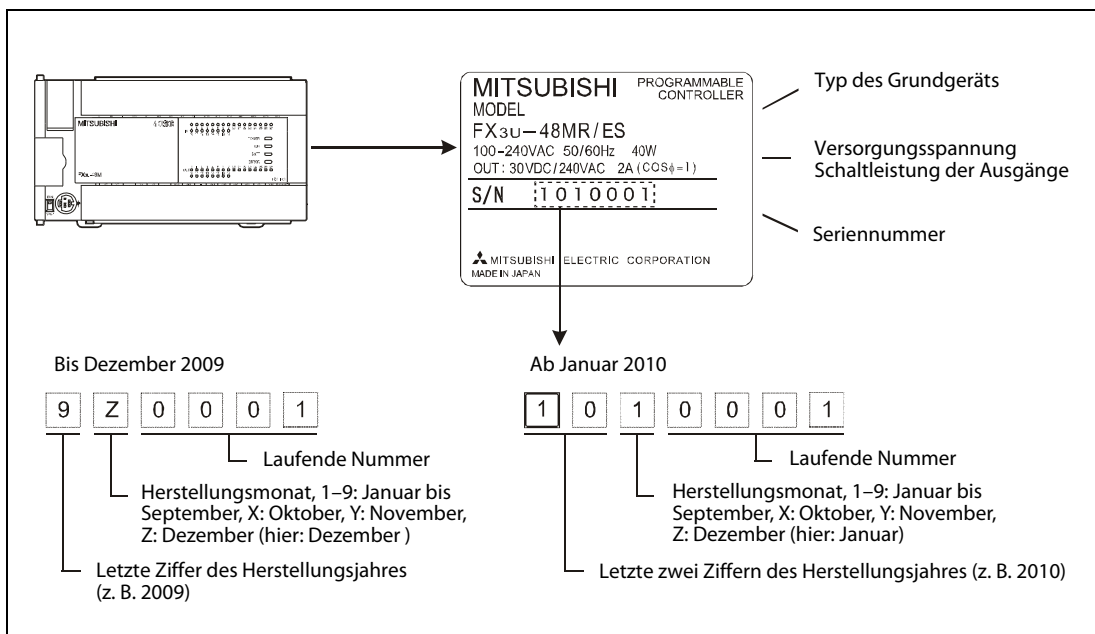 MITSUBISHI
MITSUBISHI PROGRAMMABLE CONTROLLER
MODEL
FX3U-48MR/ES
100-240VAC 50/60Hz 40W
OUT: 30VDC/240VAC 2A (COSϕ=1)
S/N 1010001
MITSUBISHI ELECTRIC CORPORATION
MADE IN JAPAN
Typ des Grundgeräts
Versorgungsspannung
Schaltleistung der Ausgänge
Seriennummer
Bis Dezember 2009
9 Z 0 0 0 1
Laufende Nummer
Herstellungsmonat, 1–9: Januar bis
September, X: Oktober, Y: November,
Z: Dezember (hier: Dezember )
Letzte Ziffer des Herstellungsjahres
(z. B. 2009)
Ab Januar 2010
1 0 1 0 0 0 1
Laufende Nummer
Herstellungsmonat, 1–9: Januar bis
September, X: Oktober, Y: November,
Z: Dezember (hier: Januar)
Letzte zwei Ziffern des Herstellungsjahres (z. B. 2010)